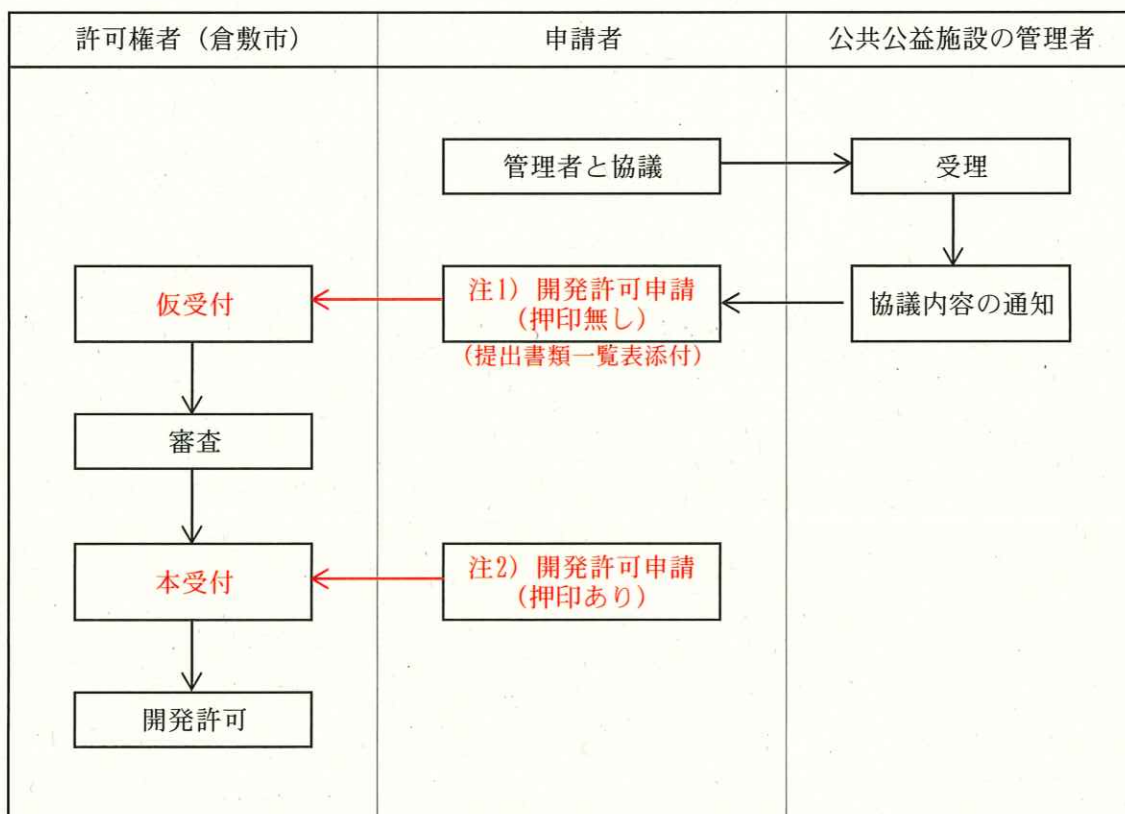 許可権者（倉敷市）
申請者
公共公益施設の管理者
管理者と協議
受理
仮受付
注1）開発許可申請
（押印無し）
（提出書類一覧表添付）
協議内容の通知
審査
本受付
注2）開発許可申請
（押印あり）
開発許可